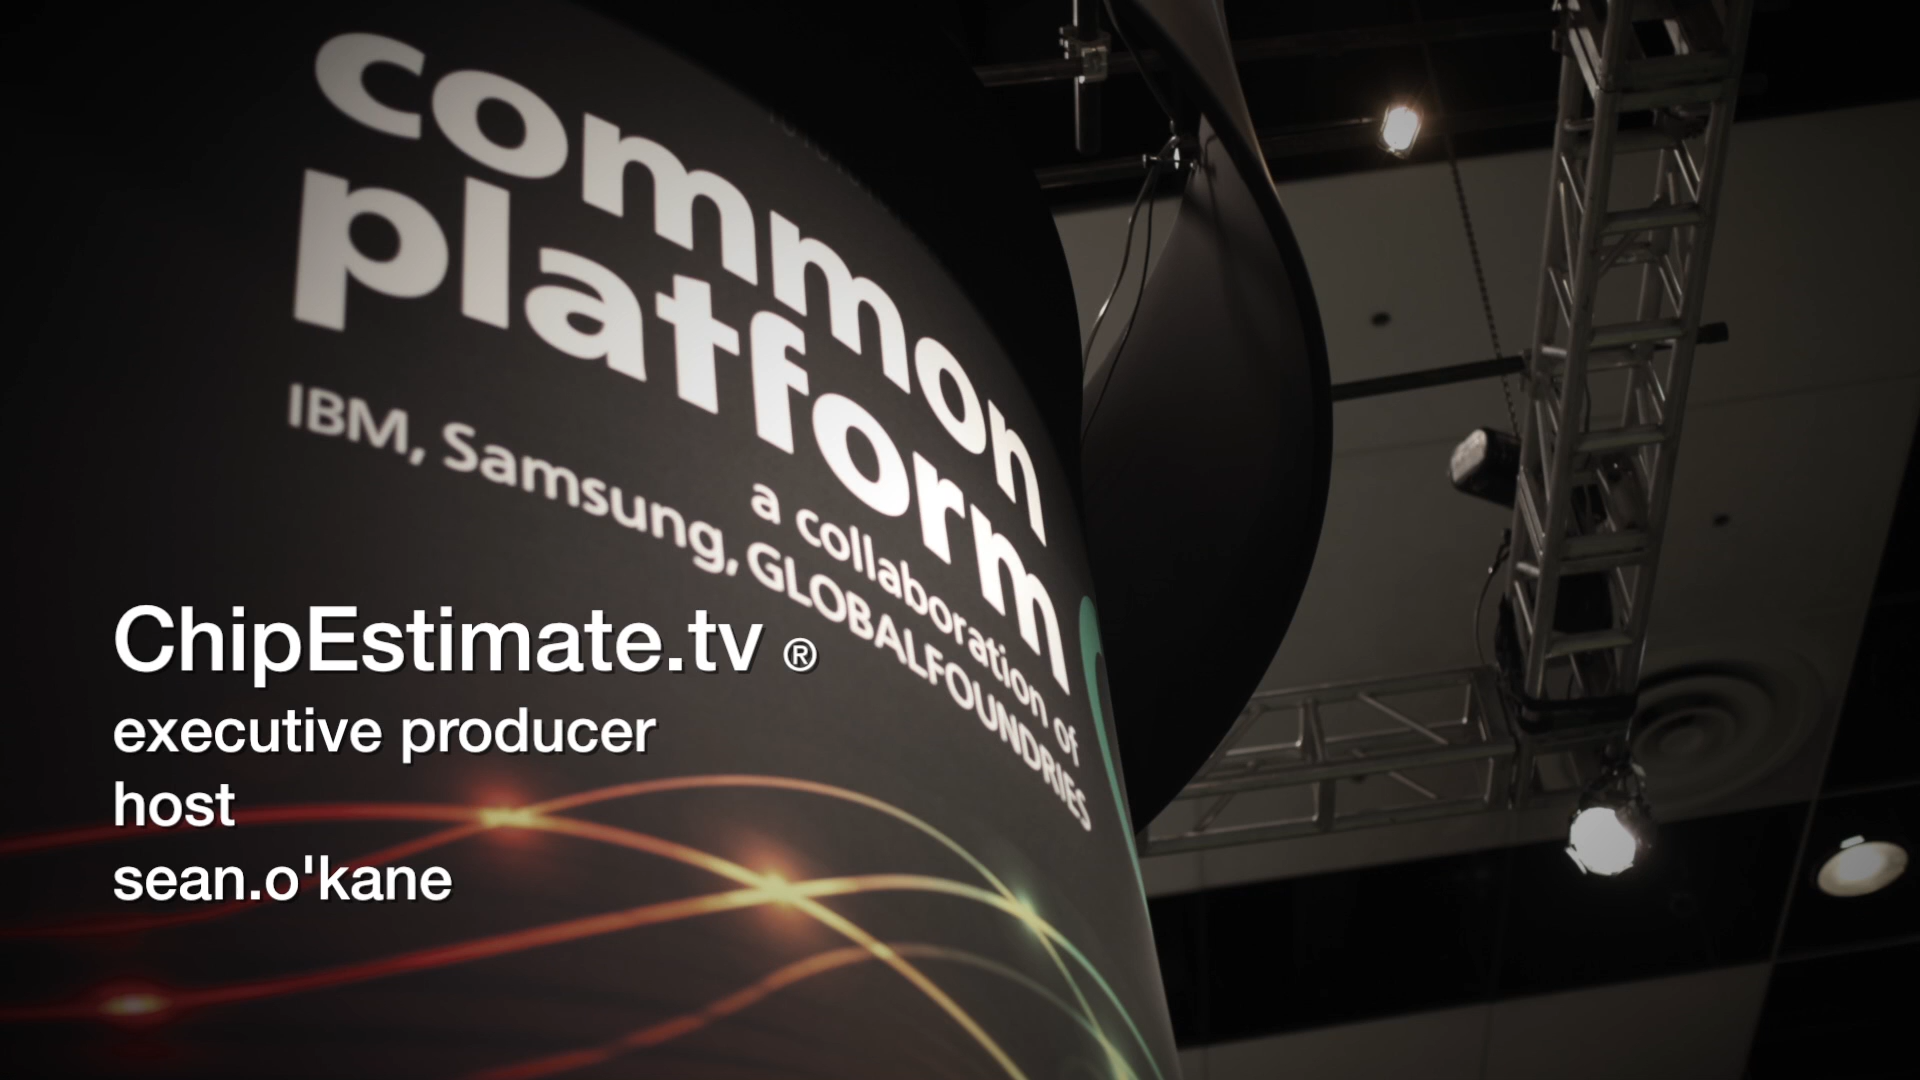 common
platform
a collaboration of
IBM, Samsung, GLOBALFOUNDRIES
ChipEstimate.tv ®
executive producer
host
sean.o'kane